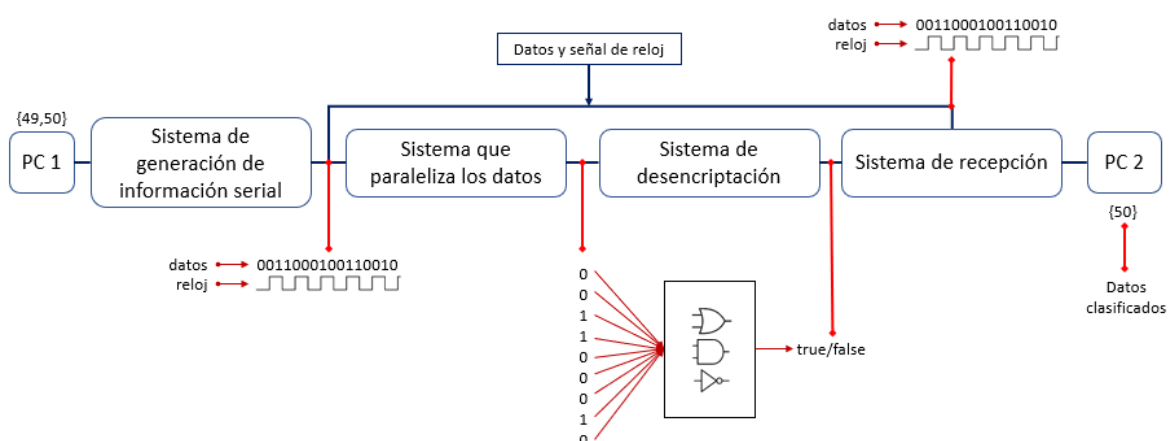 datos
0011000100110010
reloj
Datos y señal de reloj
{49,50}
PC 1
Sistema de
generación de
información serial
Sistema que
paraleliza los datos
Sistema de
desencriptación
Sistema de recepción
PC 2
{50}
datos
0011000100110010
reloj
Datos
clasificados
0
0
1
1
0
0
0
1
0
true/false